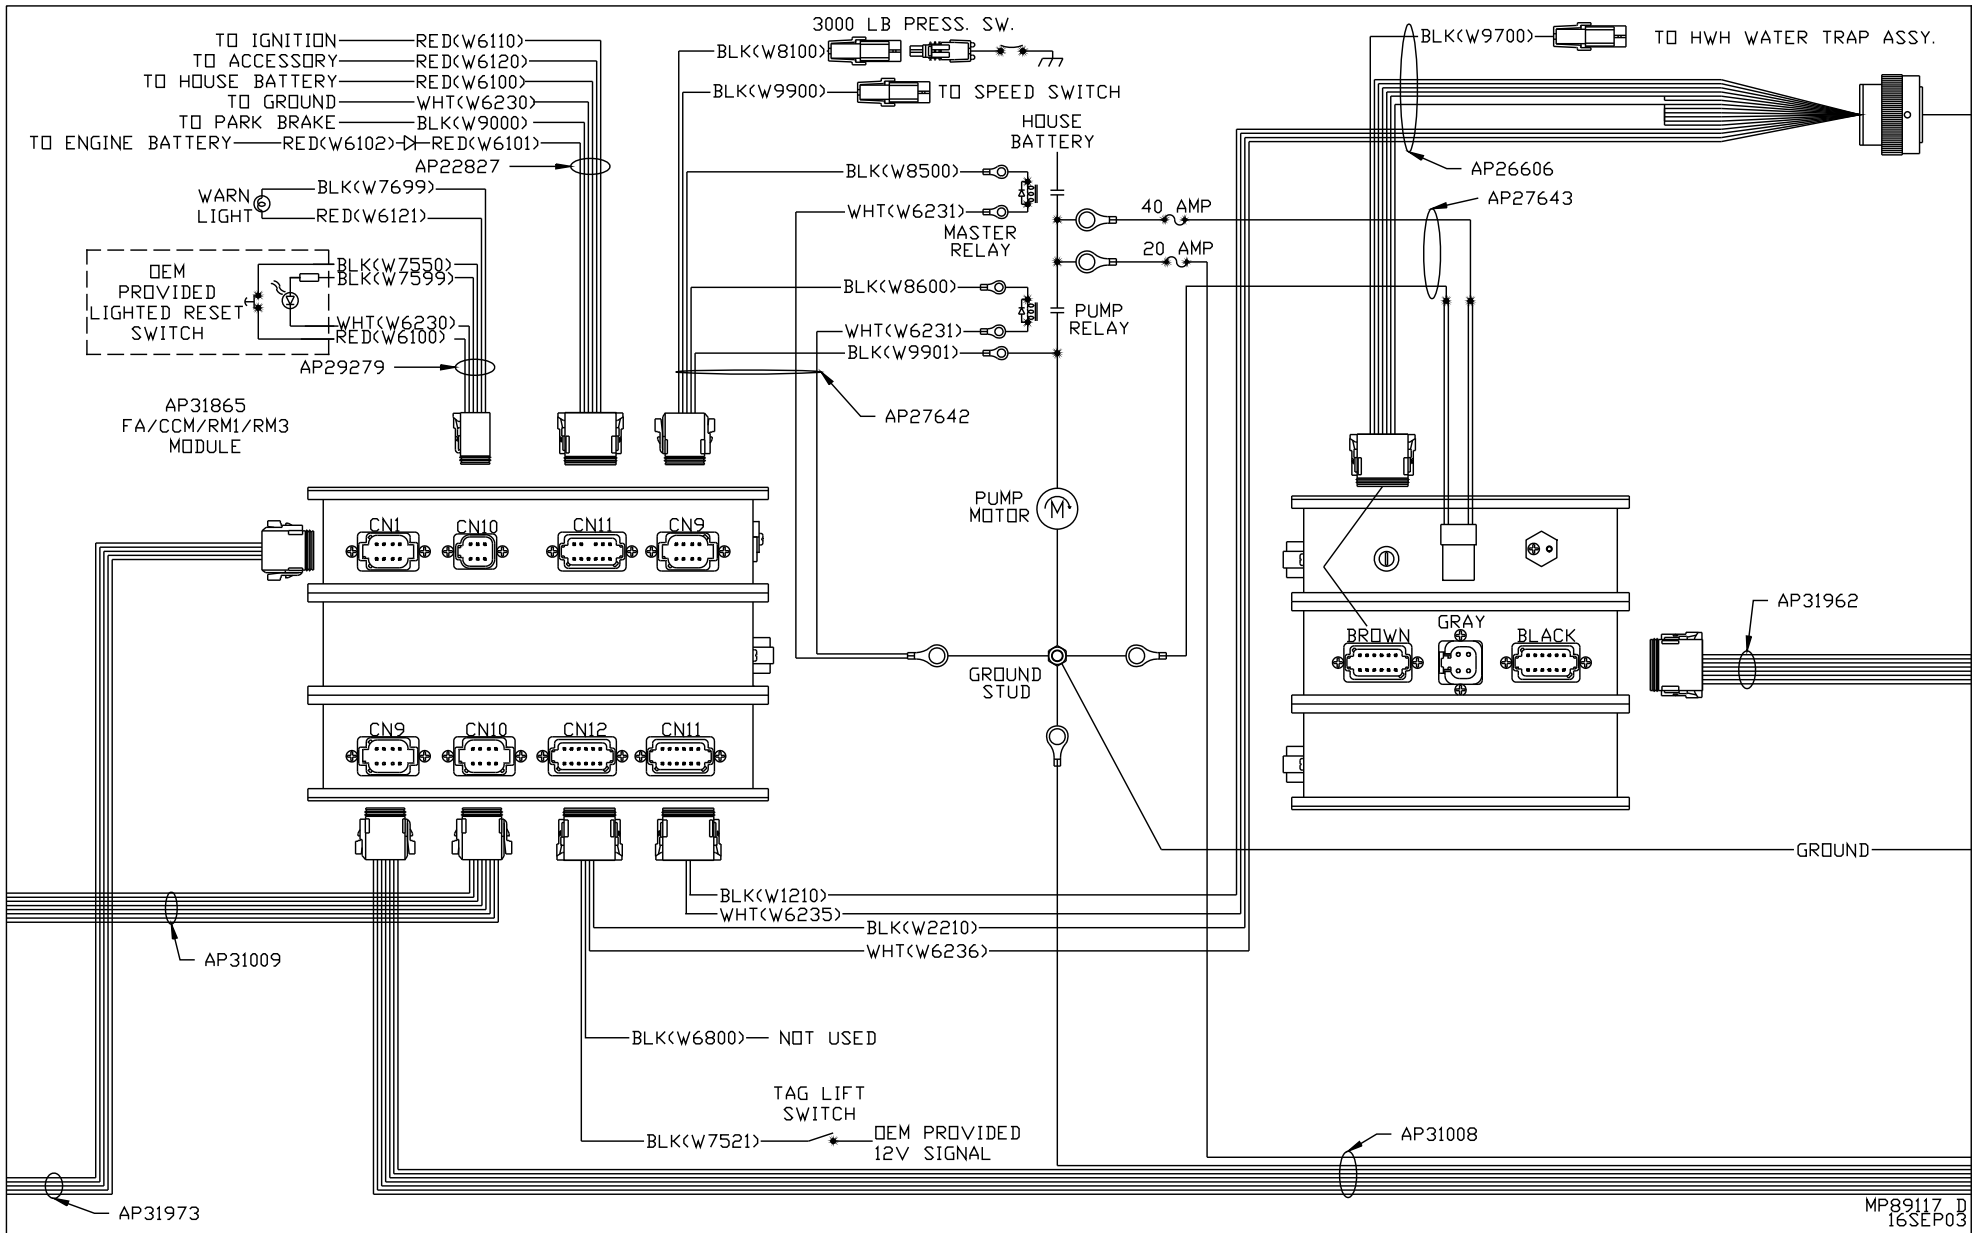 3000 LB PRESS. SW.
TO IGNITION RED(W6110)
TO ACCESSORY RED(W6120)
TO HOUSE BATTERY RED(W6100)
TO GROUND WHT(W6230)
TO PARK BRAKE BLK(W9000)
TO ENGINE BATTERY RED(W6102) RED(W6101)
AP22827
BLK(W8100)
BLK(W9900) TO SPEED SWITCH
BLK(W9700) TO HWH WATER TRAP ASSY.
HOUSE
BATTERY
WARN
LIGHT
BLK(W7699)
RED(W6121)
BLK(W8500)
WHT(W6231)
MASTER
RELAY
40 AMP
20 AMP
AP26606
AP27643
OEM
PROVIDED
LIGHTED RESET
SWITCH
BLK(W7550)
BLK(W7599)
WHT(W6230)
RED(W6100)
AP29279
BLK(W8600)
WHT(W6231)
BLK(W9901)
PUMP
RELAY
AP27642
AP31865
FA/CCM/RM1/RM3
MODULE
PUMP
MOTOR
M
CN1 CN10 CN11 CN9
GROUND
STUD
BROWN GRAY BLACK
AP31962
CN9 CN10 CN12 CN11
GROUND
BLK(W1210)
WHT(W6235)
BLK(W2210)
WHT(W6236)
AP31009
BLK(W6800) NOT USED
TAG LIFT
SWITCH
BLK(W7521)
OEM PROVIDED
12V SIGNAL
AP31008
AP31973
MP89117 D
16SEP03